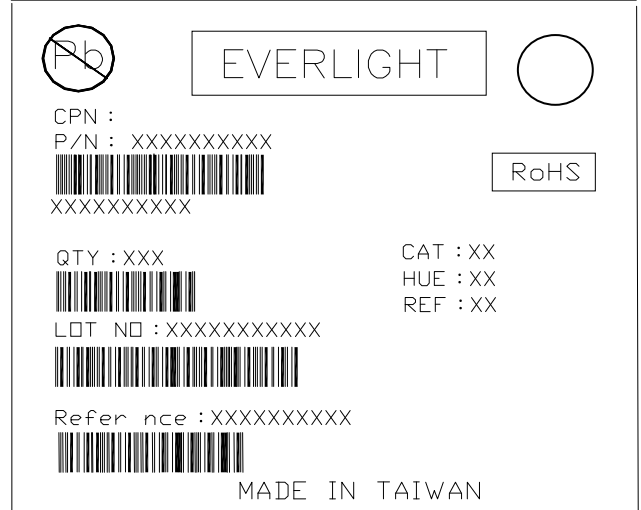 Pb
EVERLIGHT
CPN :
P/N : XXXXXXXXXX
RoHS
XXXXXXXXXX
QTY : XXX
CAT : XX
HUE : XX
REF : XX
LOT NO : XXXXXXXXXXX
Refer nce : XXXXXXXXXX
MADE IN TAIWAN